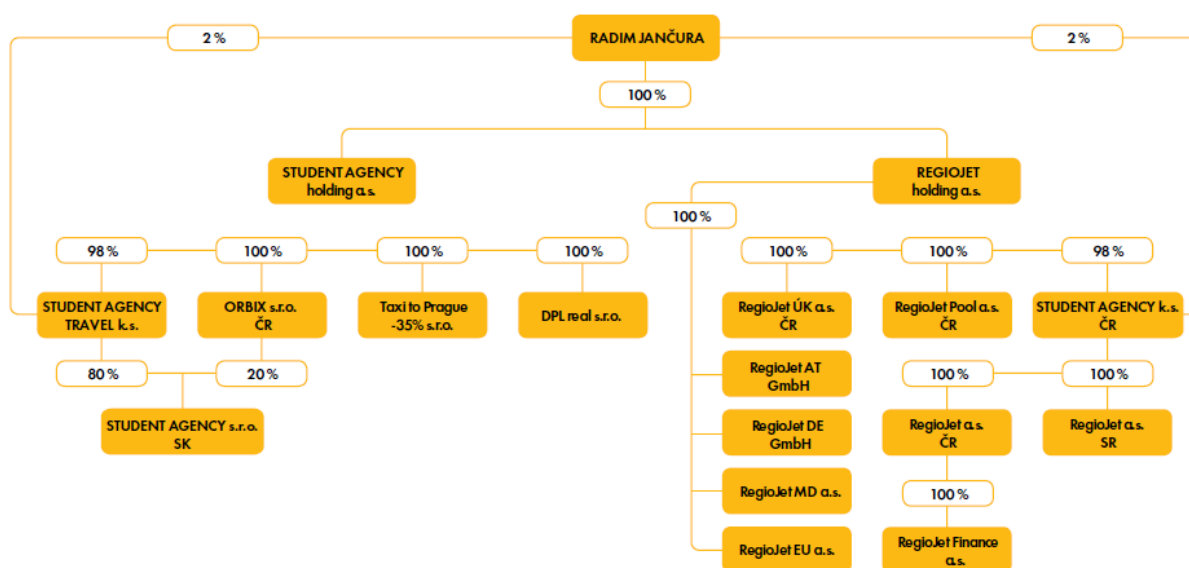 2 %
RADIM JANČURA
2 %
100 %
STUDENT AGENCY
holding a.s.
REGIOJET
holding a.s.
100 %
98 %
100 %
100 %
100 %
100 %
100 %
98 %
STUDENT AGENCY
TRAVEL k.s.
ORBIX s.r.o.
ČR
Taxi to Prague
-35% s.r.o.
DPL real s.r.o.
RegioJet ÚK a.s.
ČR
RegioJet Pool a.s.
ČR
STUDENT AGENCY k.s.
ČR
80 %
20 %
RegioJet AT
GmbH
100 %
100 %
STUDENT AGENCY s.r.o.
SK
RegioJet DE
GmbH
RegioJet a.s.
ČR
RegioJet a.s.
SR
RegioJet MD a.s.
100 %
RegioJet EU a.s.
RegioJet Finance
a.s.